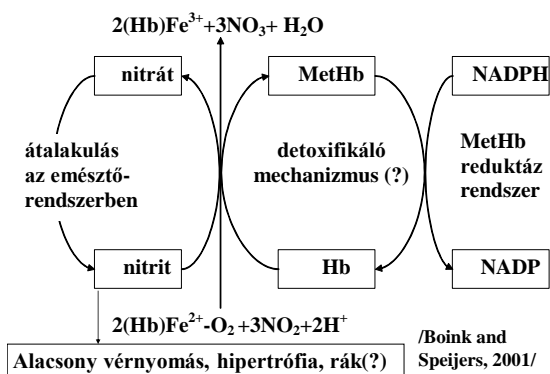 2(Hb)Fe³⁺+3NO₃+ H₂O
nitrát
MetHb
NADPH
átalakulás
az emésztő-
rendszerben
detoxifikáló
mechanizmus (?)
MetHb
reduktáz
rendszer
nitrit
Hb
NADP
2(Hb)Fe²⁺-O₂ +3NO₂+2H⁺
Alacsony vérnyomás, hipertrófia, rák(?)
/Boink and
Speijers, 2001/